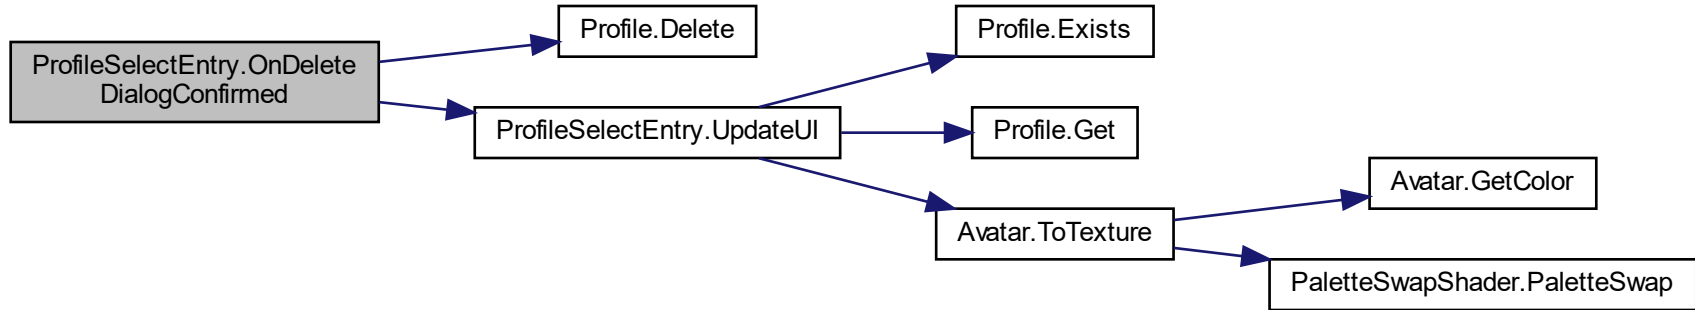 ProfileSelectEntry.OnDelete
DialogConfirmed
Profile.Delete
ProfileSelectEntry.UpdateUI
Profile.Exists
Profile.Get
Avatar.ToTexture
Avatar.GetColor
PaletteSwapShader.PaletteSwap